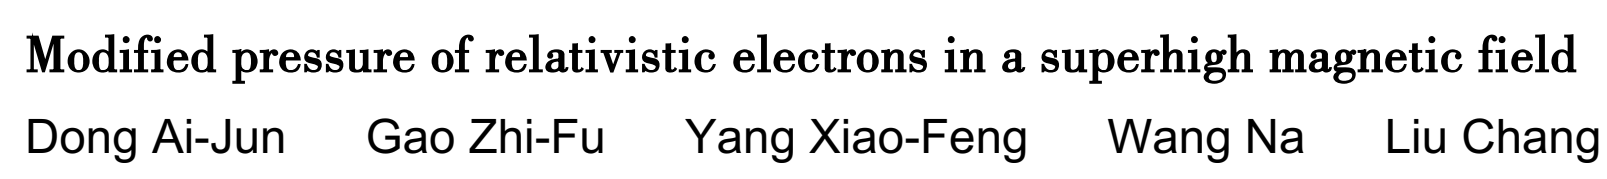 Modified pressure of relativistic electrons in a superhigh magnetic field
Dong Ai-Jun Gao Zhi-Fu Yang Xiao-Feng Wang Na Liu Chang